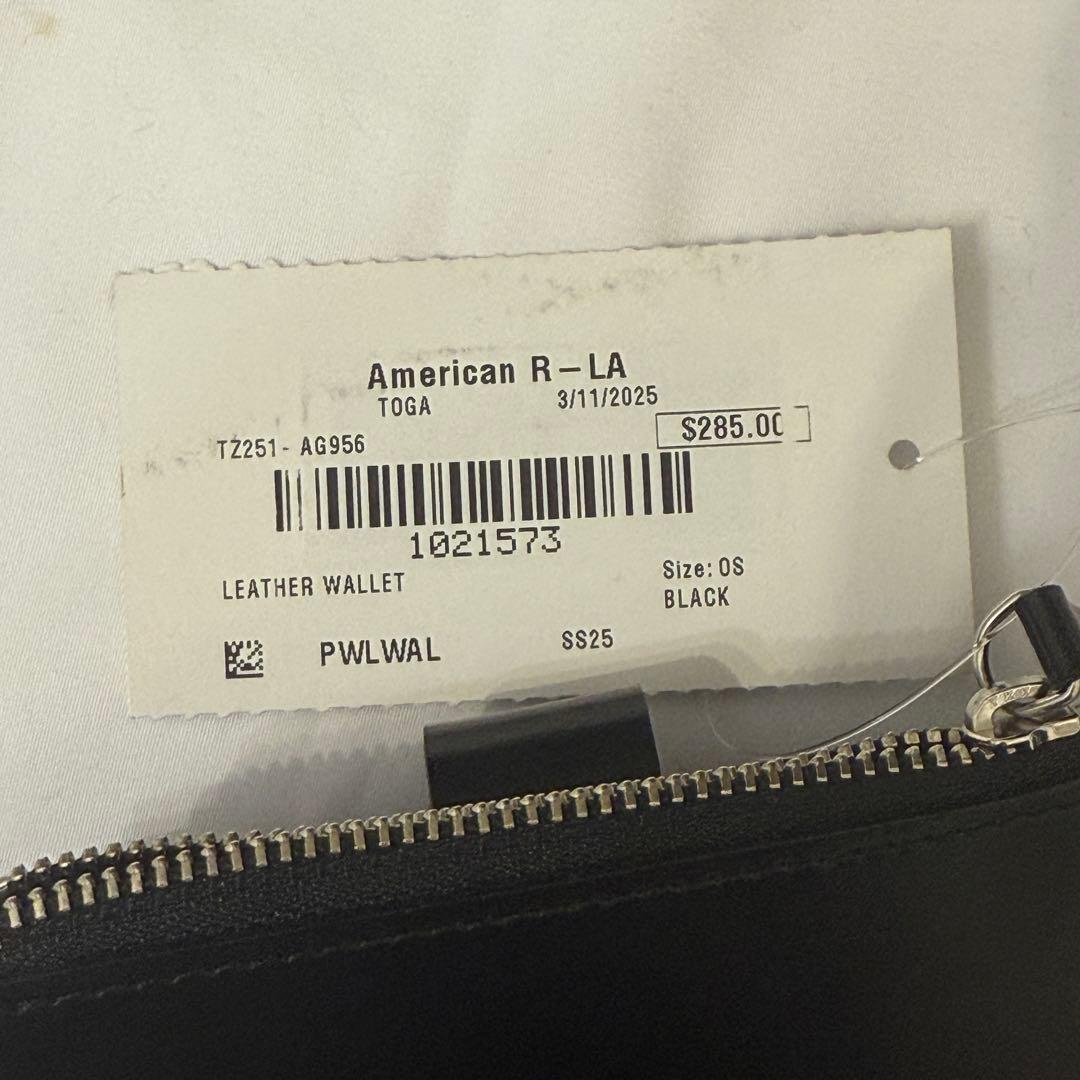 American R-LA
TOGA 3/11/2025
TZ251- AG956 $285.00
1021573
LEATHER WALLET Size: OS
BLACK
PWLWAL SS25